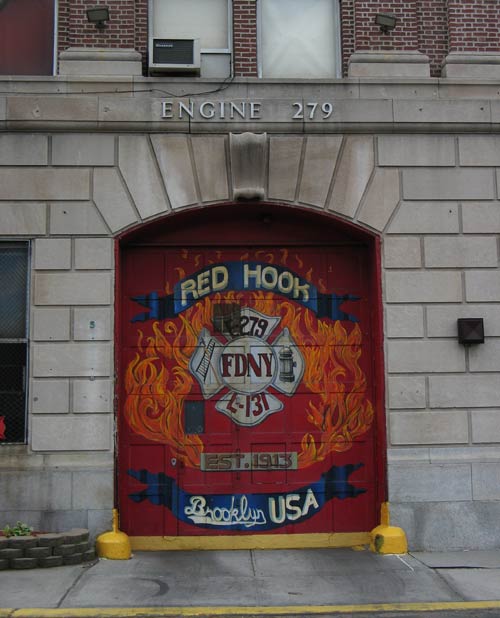 ENGINE 279
RED HOOK
E-279
FDNY
L-131
EST. 1913
Brooklyn USA